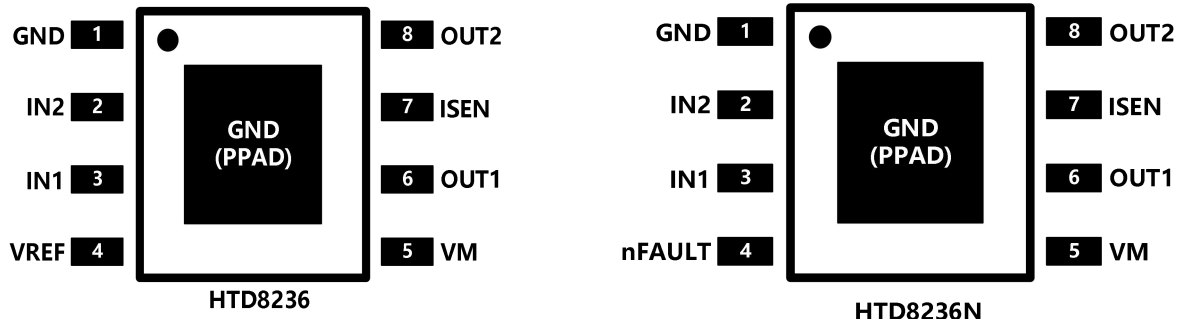 GND 1
8 OUT2
IN2 2
7 ISEN
GND
(PPAD)
IN1 3
6 OUT1
VREF 4
5 VM
HTD8236
GND 1
8 OUT2
IN2 2
7 ISEN
GND
(PPAD)
IN1 3
6 OUT1
nFAULT 4
5 VM
HTD8236N